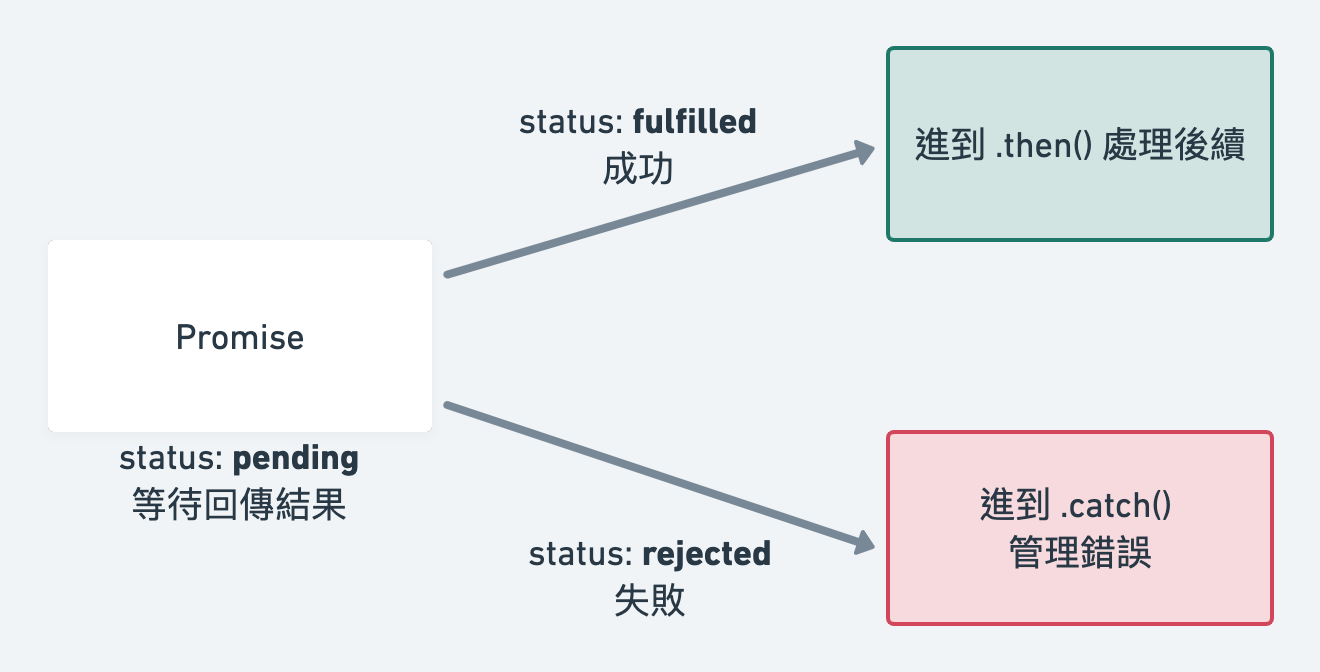 Promise
status: pending
等待回傳結果
status: fulfilled
成功
進到 .then() 處理後續
status: rejected
失敗
進到 .catch()
管理錯誤